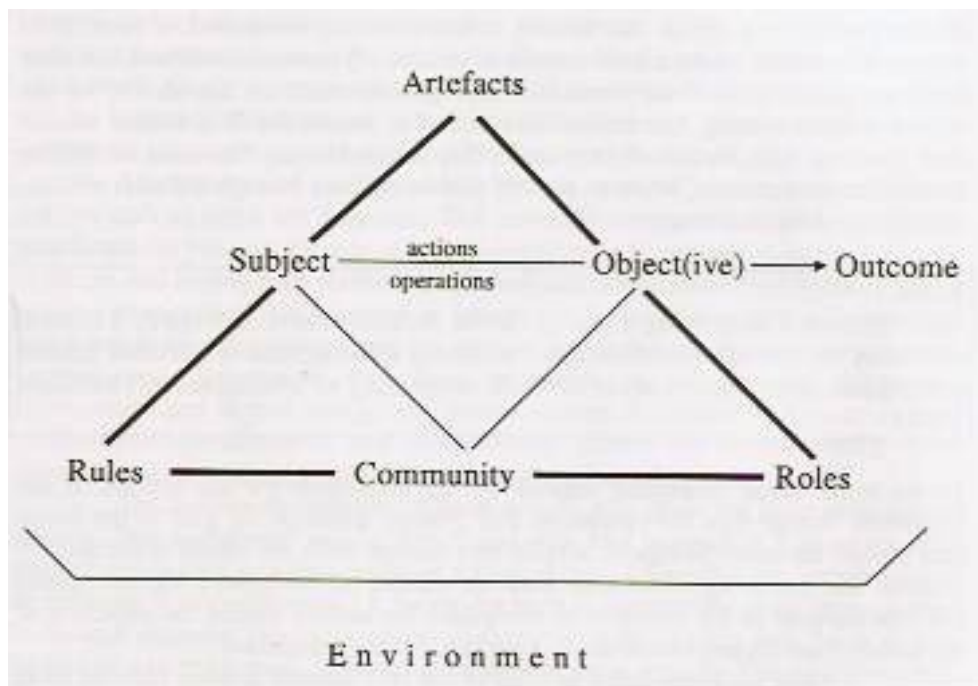 Artefacts
Subject
actions
operations
Object(ive)
Outcome
Rules
Community
Roles
Environment